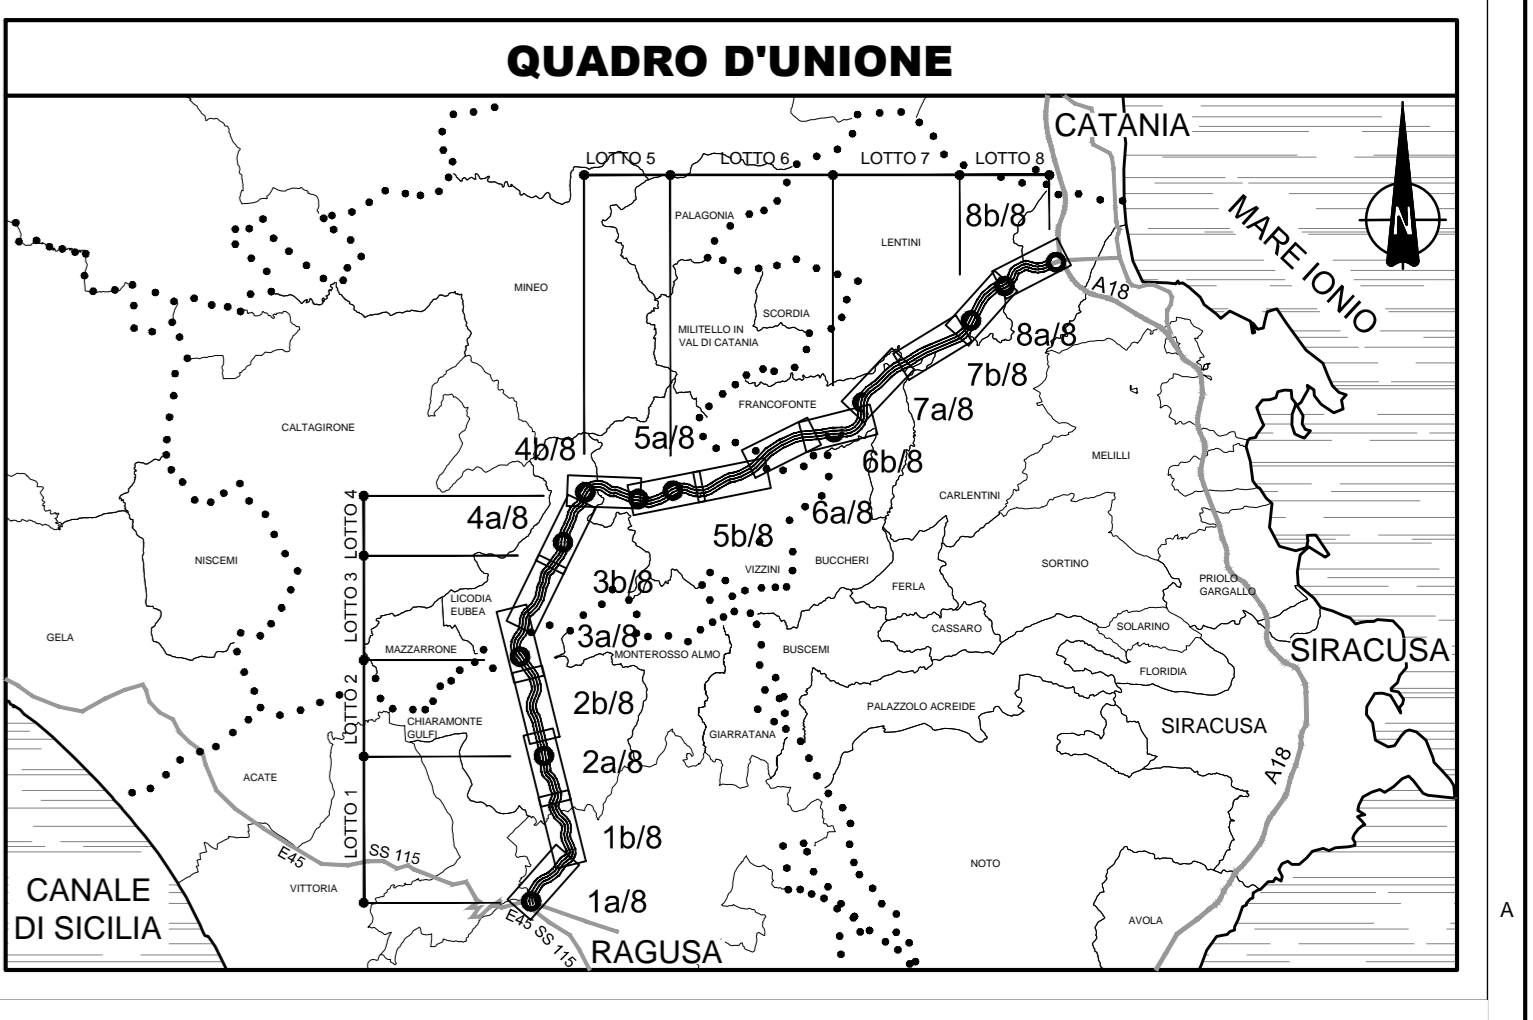 QUADRO D'UNIONE
CATANIA
LOTTO 5
LOTTO 6
LOTTO 7
LOTTO 8
PALAGONIA
8b/8
LENTINI
N
MARE IONIO
MINEO
A18
SCORDIA
MILITELLO IN
VAL DI CATANIA
8a/8
7b/8
FRANCOFONTE
7a/8
CALTAGIRONE
4b/8
5a/8
6b/8
MELILLI
CARLENTINI
4a/8
6a/8
LOTTO 4
5b/8
NISCEMI
VIZZINI
BUCCHERI
SORTINO
3b/8
FERLA
PRIOLO
GARGALLO
LICODIA
EUBEA
LOTTO 3
GELA
3a/8
CASSARO
SOLARINO
MAZZARRONE
MONTEROSSO ALMO
BUSCEMI
SIRACUSA
FLORIDIA
LOTTO 2
2b/8
PALAZZOLO ACREIDE
CHIARAMONTE
GULFI
GIARRATANA
SIRACUSA
ACATE
2a/8
A18
LOTTO 1
1b/8
E45
SS 115
NOTO
VITTORIA
CANALE
DI SICILIA
1a/8
E45 SS 115
AVOLA
RAGUSA
A